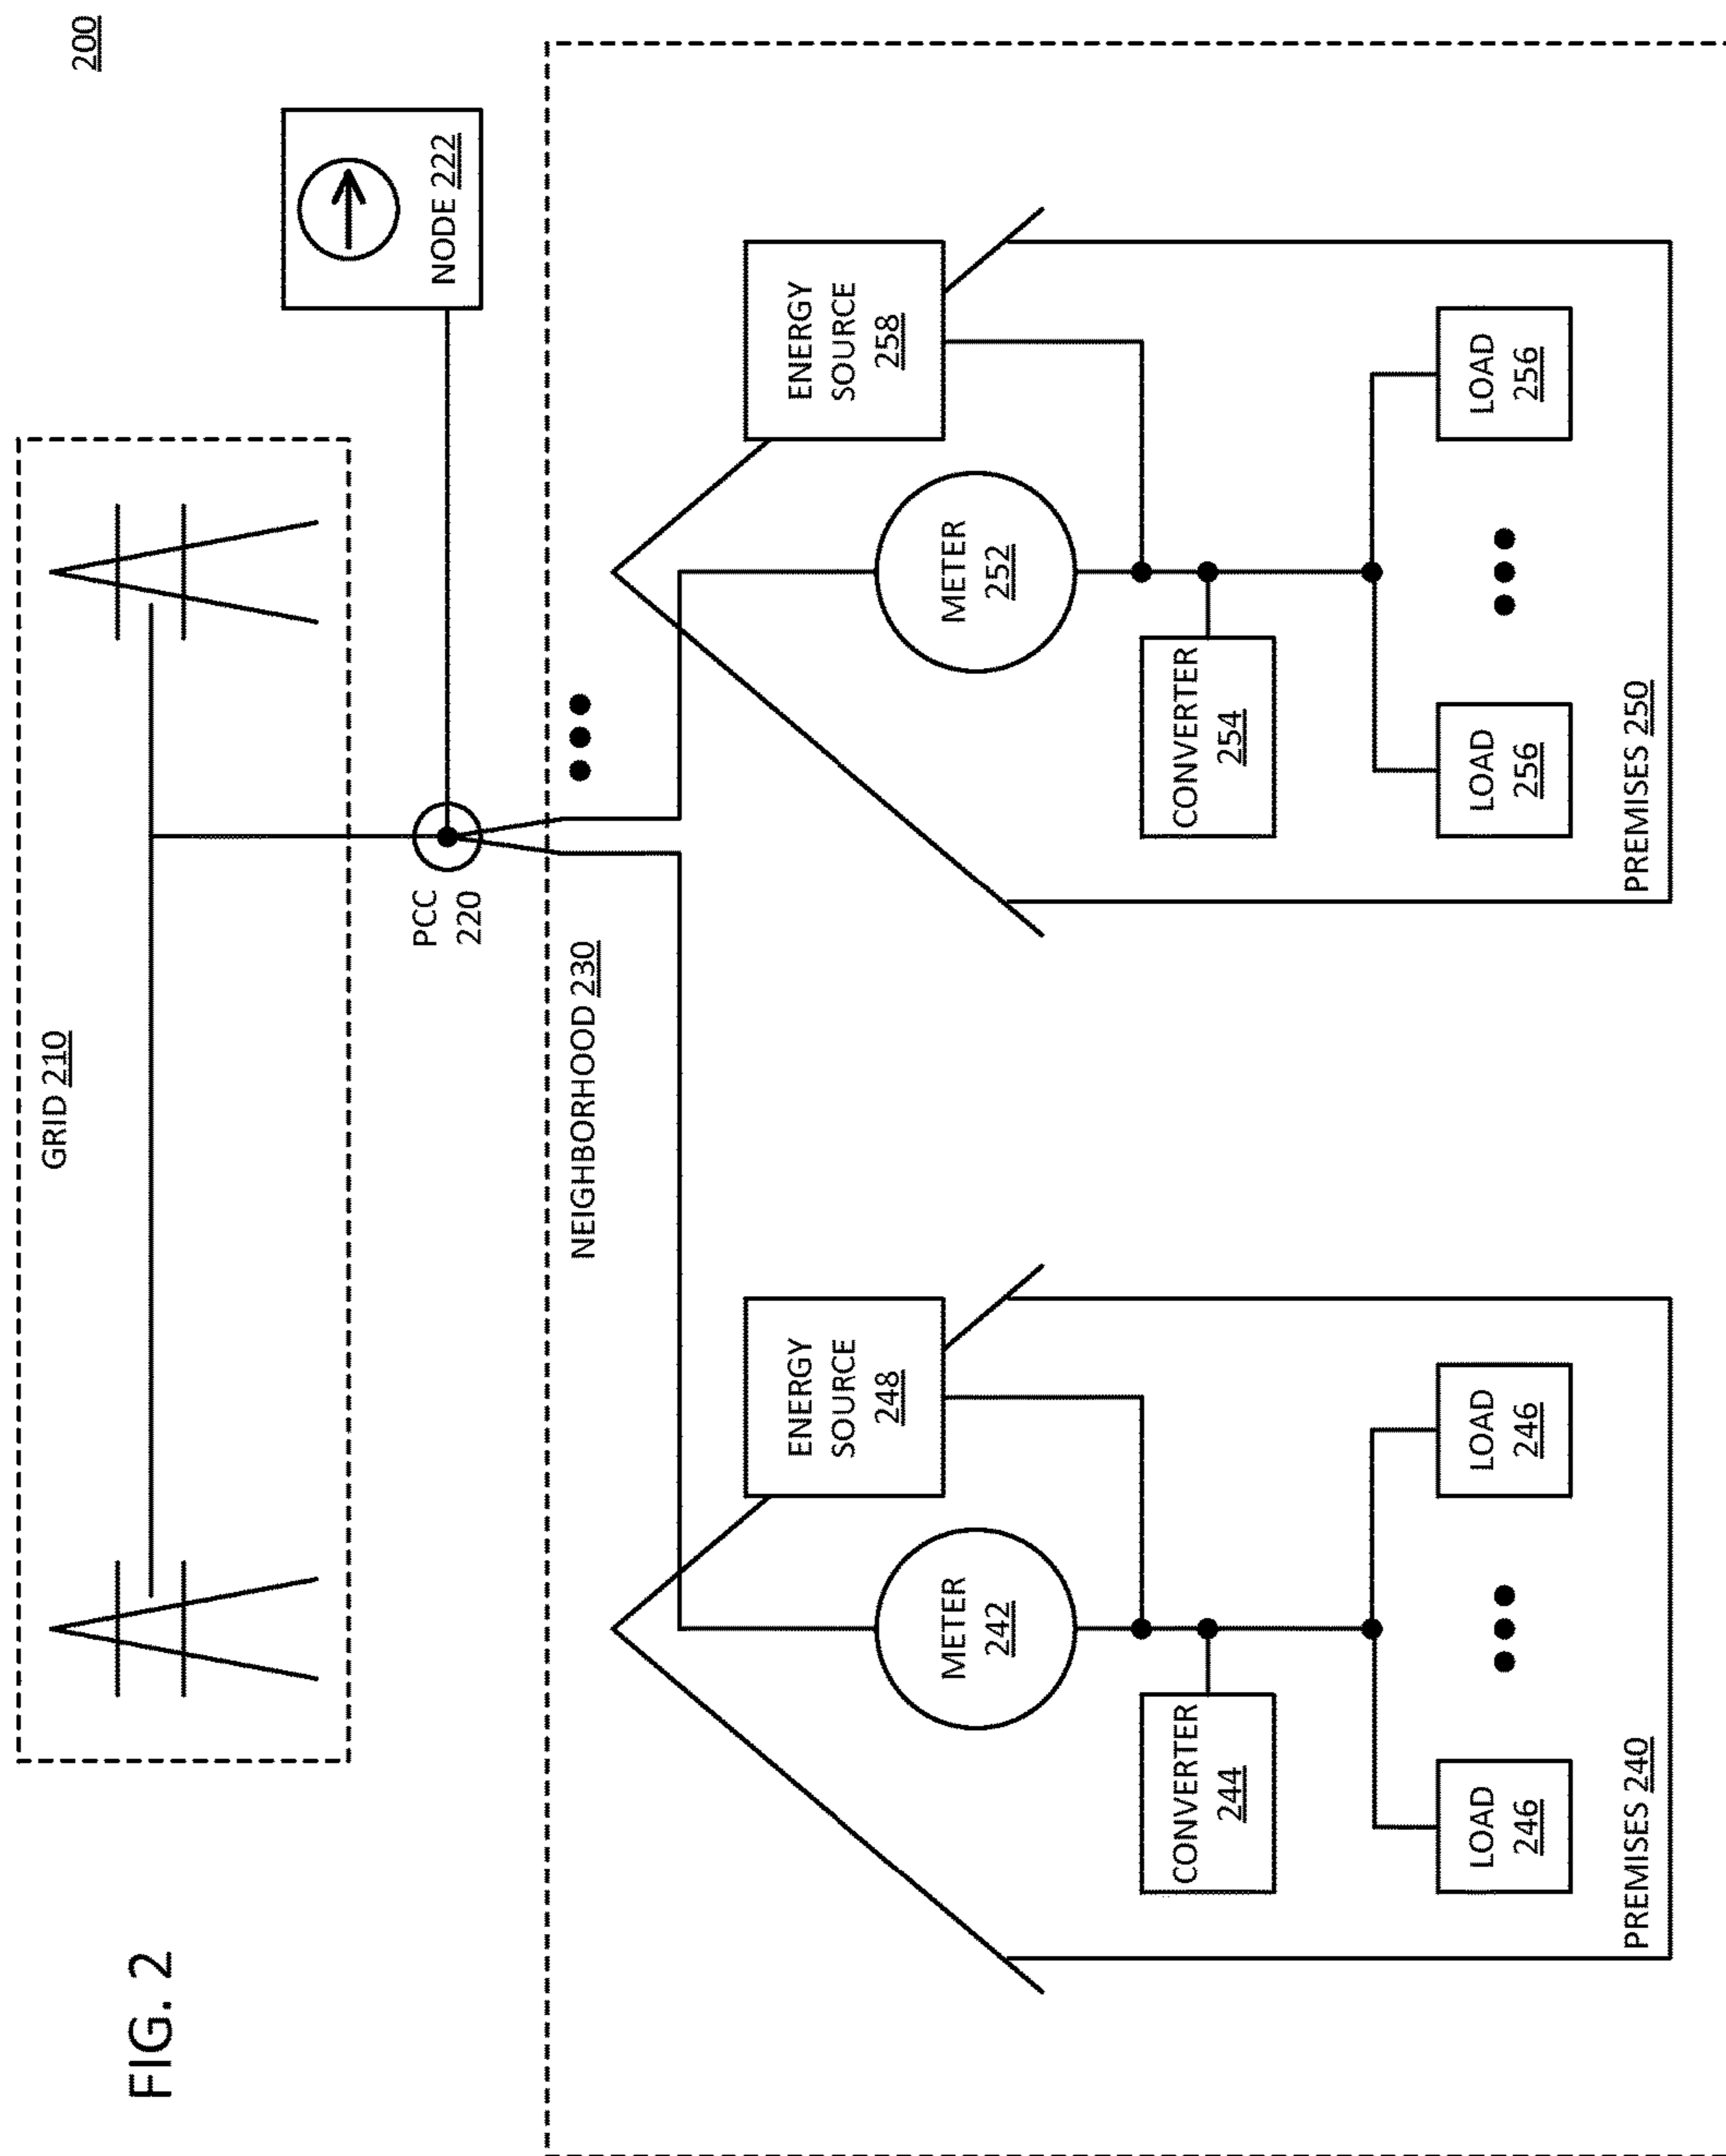 200
GRID 210
NODE 222
PCC
220
NEIGHBORHOOD 230
ENERGY
SOURCE
248
METER
242
CONVERTER
244
LOAD
246
LOAD
246
PREMISES 240
ENERGY
SOURCE
258
METER
252
CONVERTER
254
LOAD
256
LOAD
256
PREMISES 250
FIG. 2